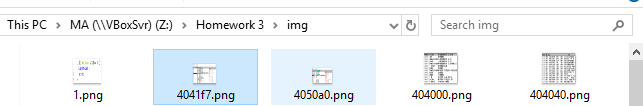 This PC > MA (\\VBoxSvr) (Z:) > Homework 3 > img
Search img
1.png 4041f7.png 4050a0.png 404000.png 404040.png